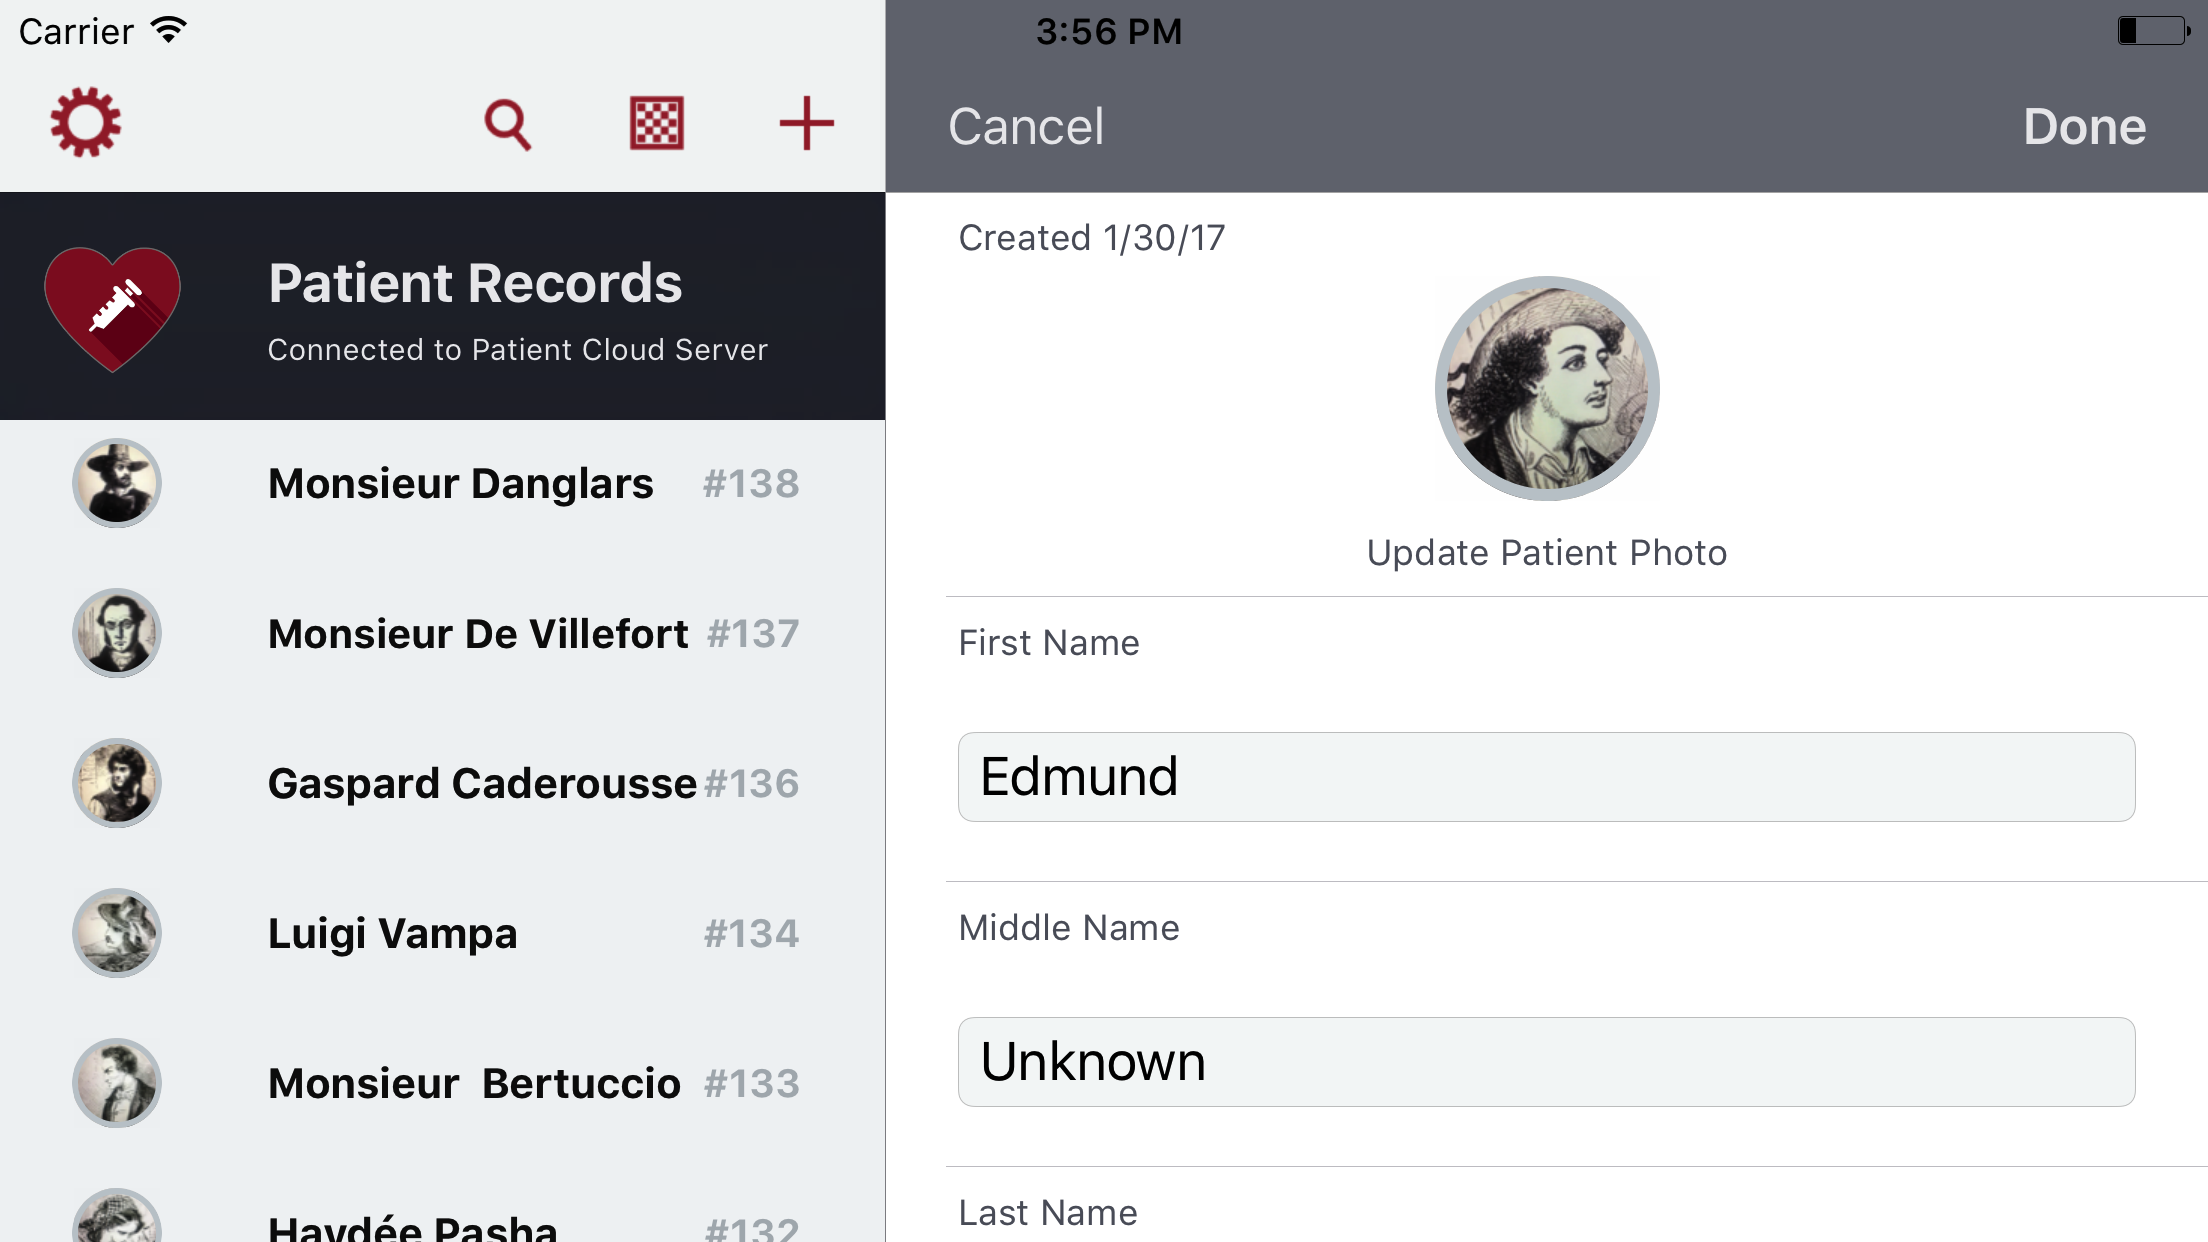 Carrier
3:56 PM
Cancel
Done
Patient Records
Connected to Patient Cloud Server
Monsieur Danglars #138
Monsieur De Villefort #137
Gaspard Caderousse #136
Luigi Vampa #134
Monsieur  Bertuccio #133
Haydée Pasha #132
Created 1/30/17
Update Patient Photo
First Name
Edmund
Middle Name
Unknown
Last Name